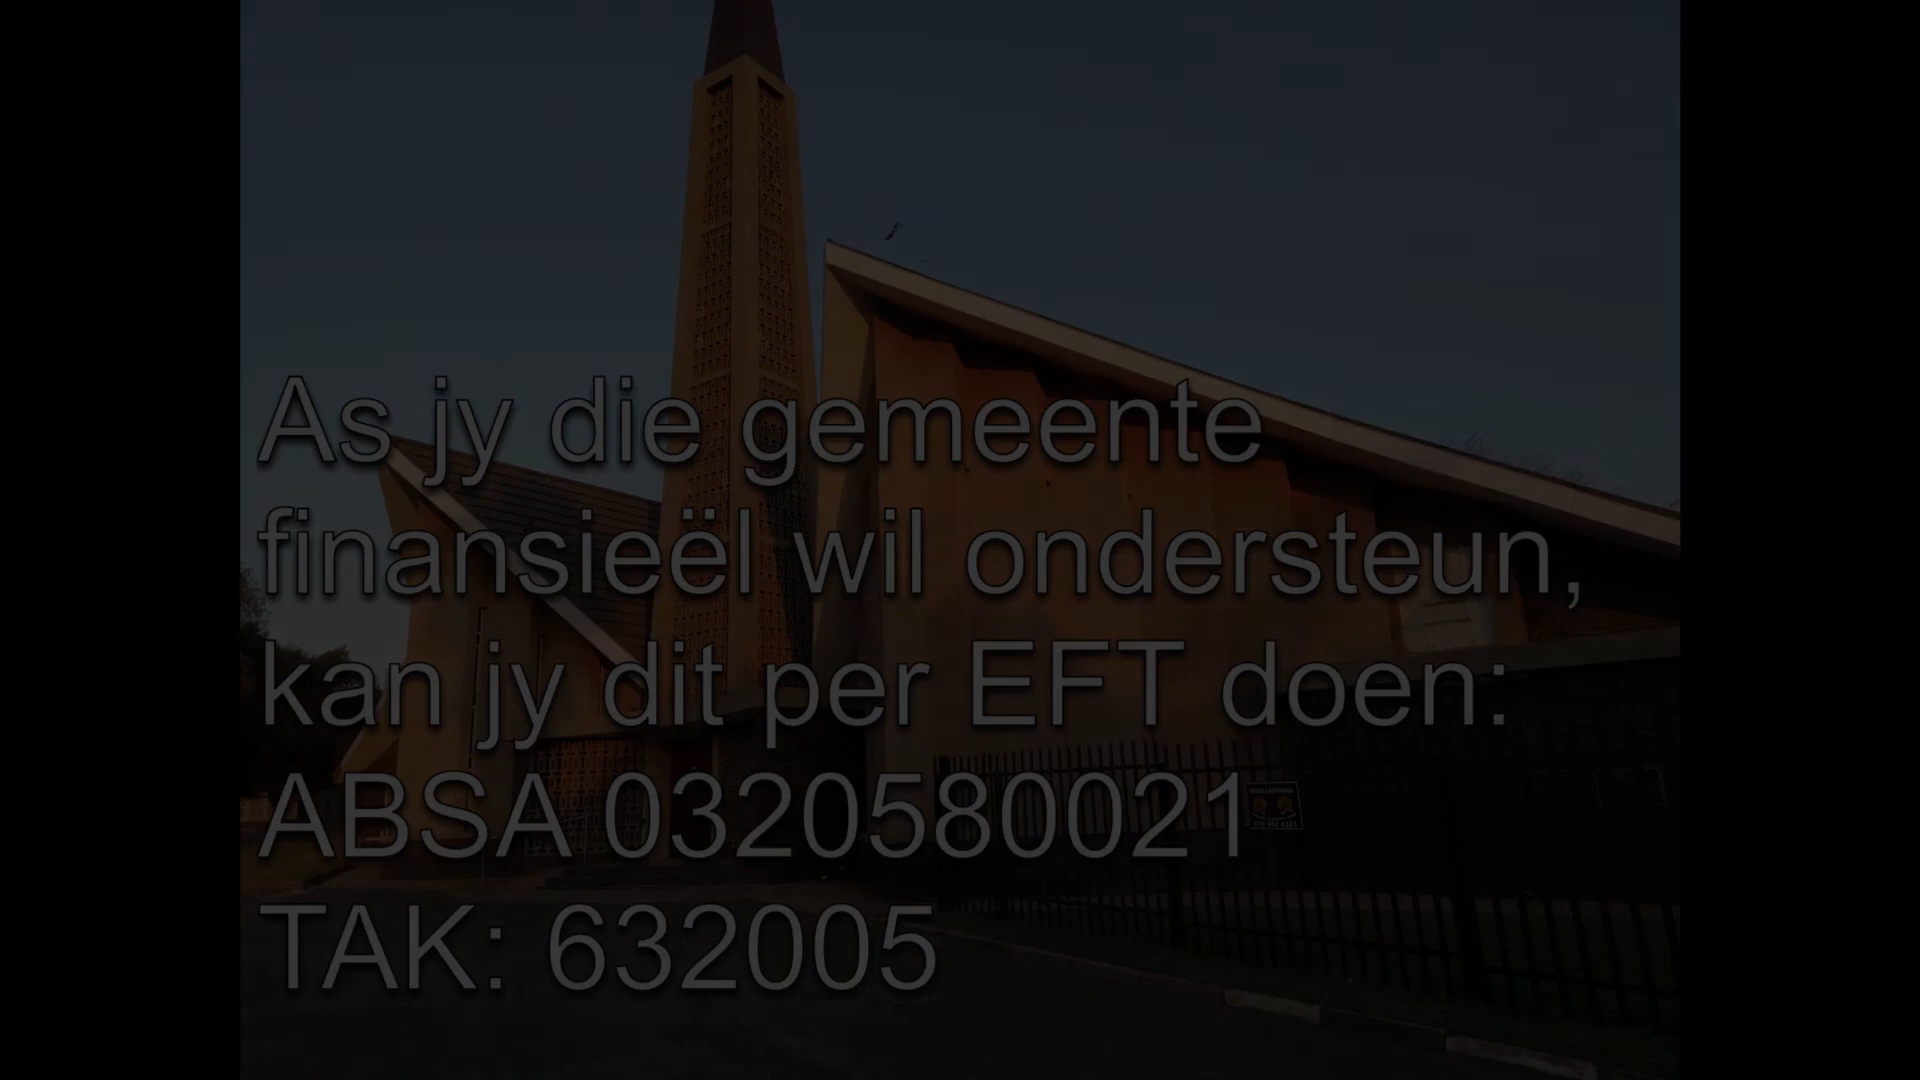 As jy die gemeente
finansieël wil ondersteun,
kan jy dit per EFT doen:
ABSA 0320580021
TAK: 632005